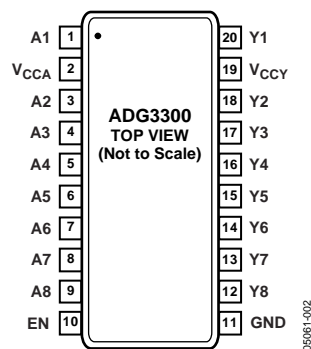 A1 1 20 Y1
VCCA 2 19 VCCY
A2 3 18 Y2
ADG3300
TOP VIEW
(Not to Scale)
A3 4 17 Y3
A4 5 16 Y4
A5 6 15 Y5
A6 7 14 Y6
A7 8 13 Y7
A8 9 12 Y8
EN 10 11 GND
05061-002